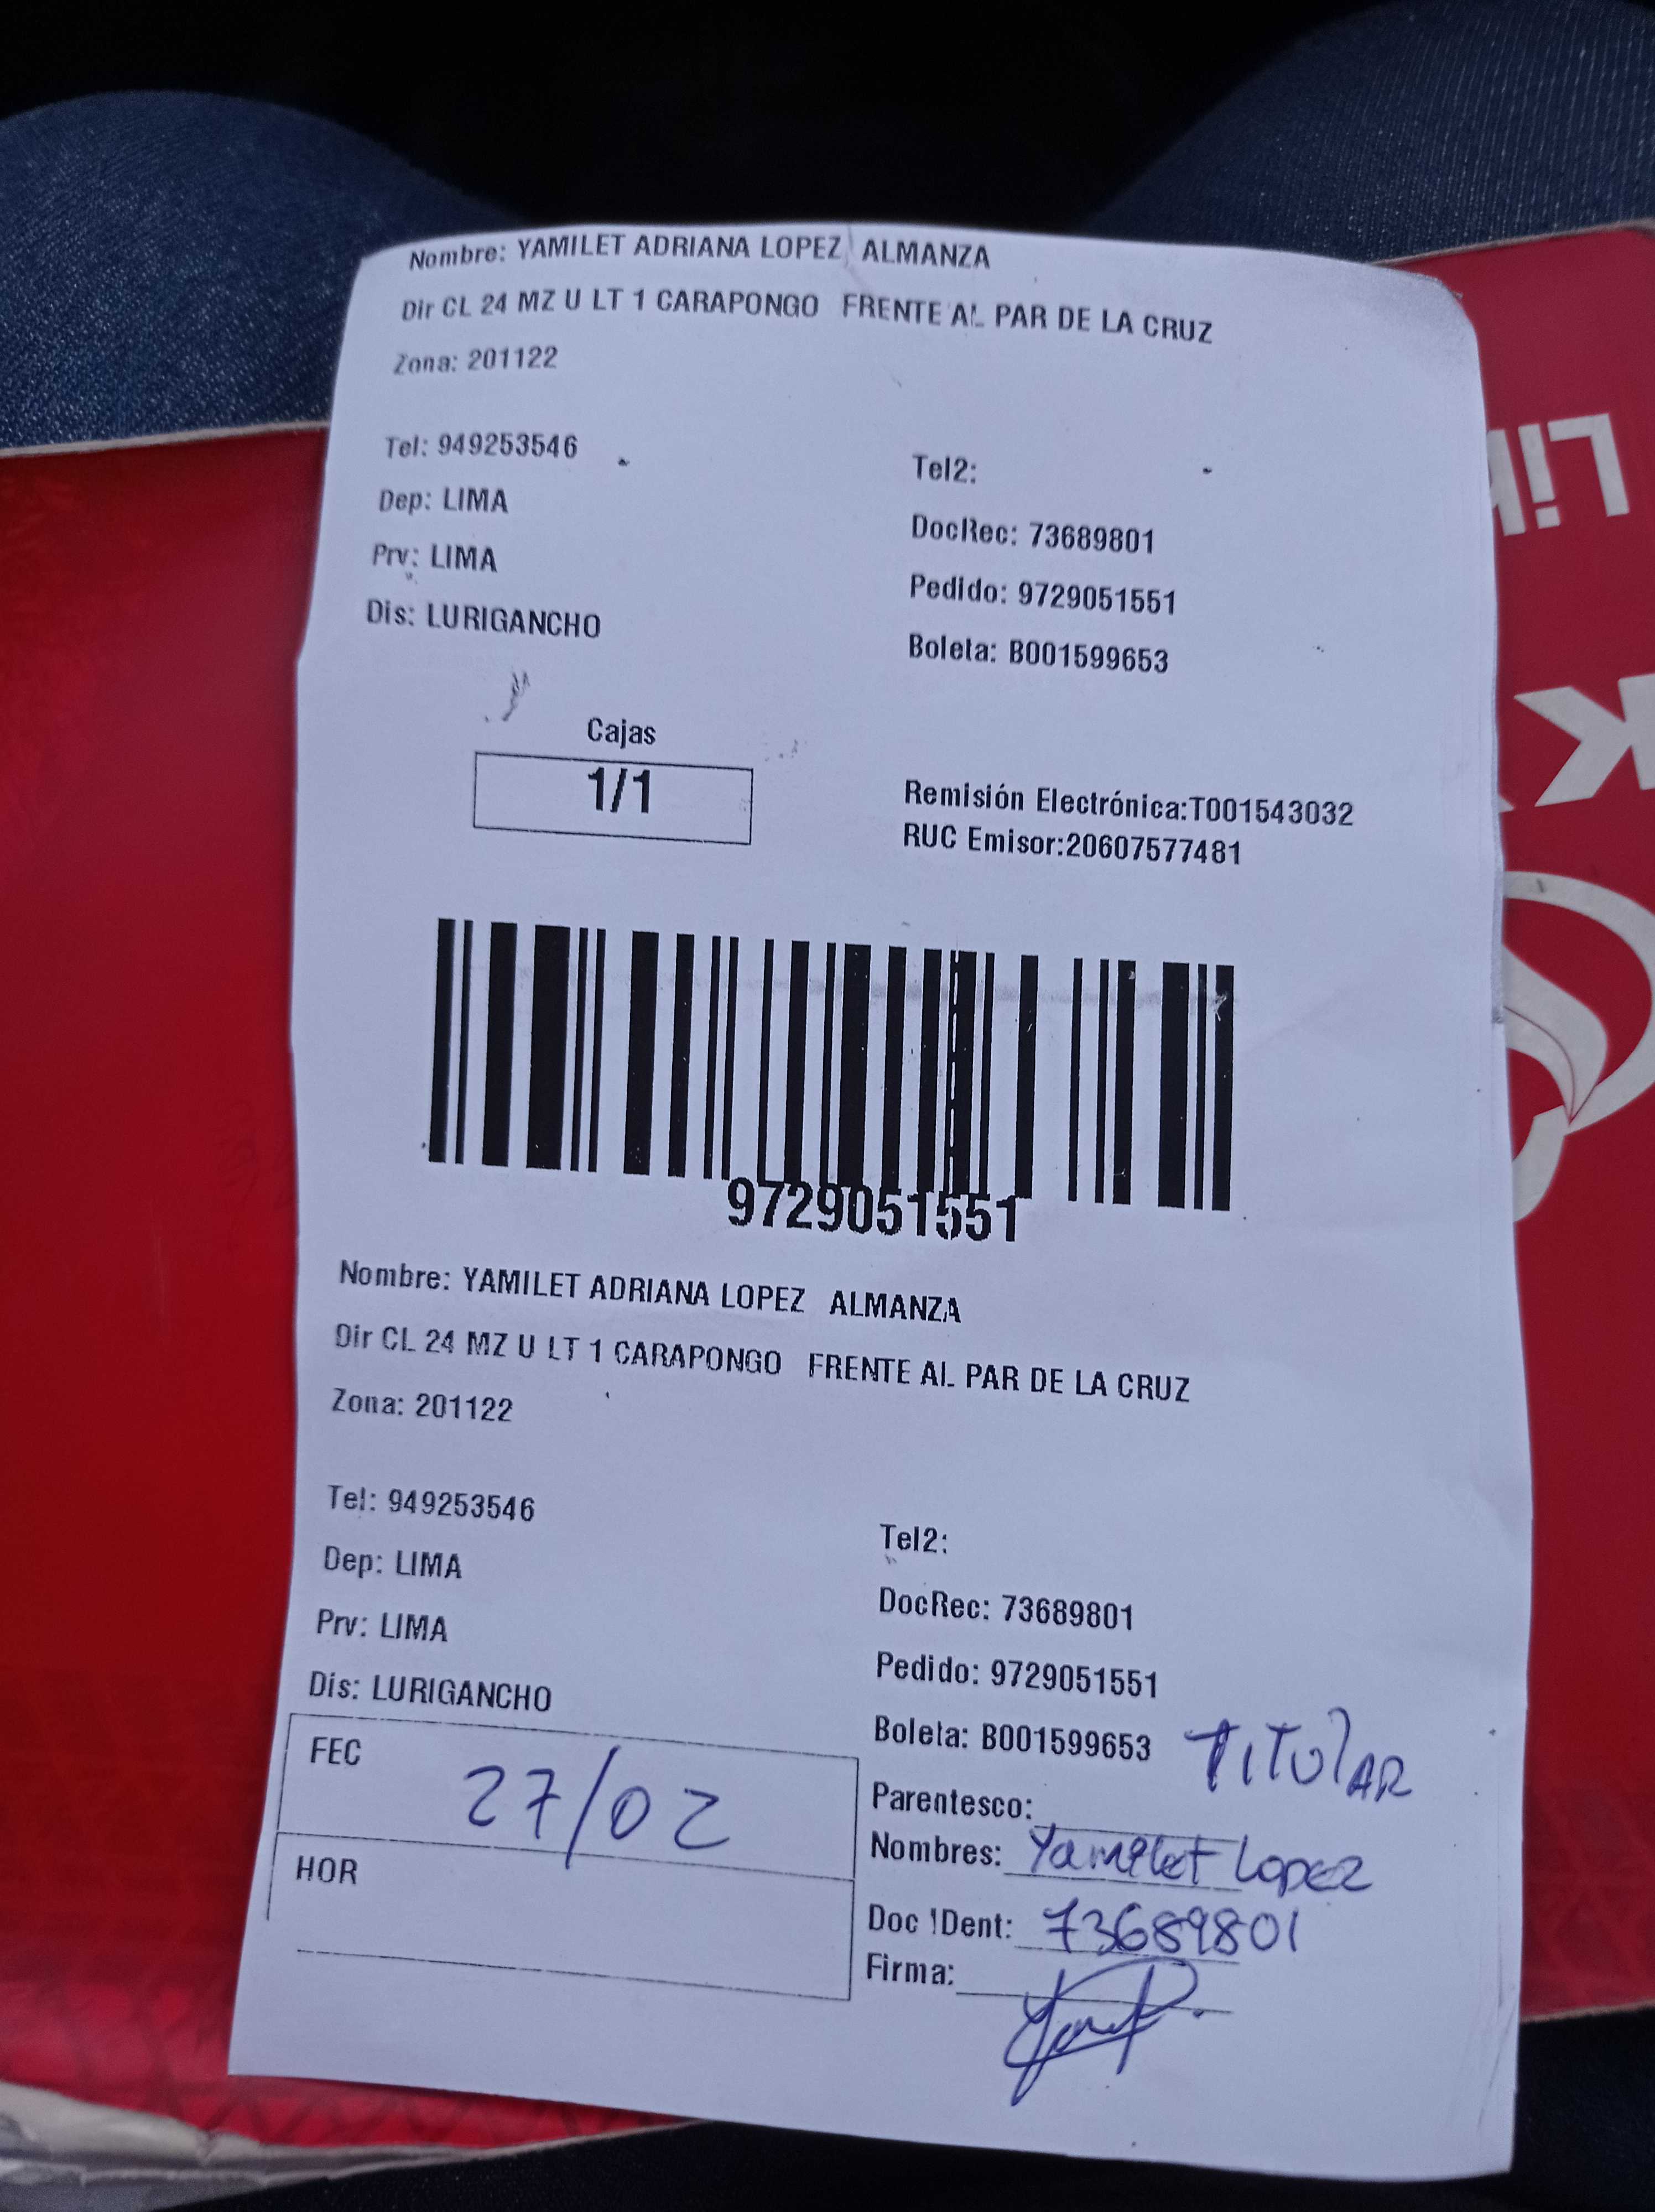 Nombre: YAMILET ADRIANA LOPEZ ALMANZA
Dir CL 24 MZ U LT 1 CARAPONGO FRENTE AL PAR DE LA CRUZ
Zona: 201122
Tel: 949253546
Tel2:
Dep: LIMA
DocRec: 73689801
Prv: LIMA
Pedido: 9729051551
Dis: LURIGANCHO
Boleta: B001599653
Cajas
1/1
Remisión Electrónica:T001543032
RUC Emisor:20607577481
9729051551
Nombre: YAMILET ADRIANA LOPEZ ALMANZA
Dir CL 24 MZ U LT 1 CARAPONGO FRENTE AL PAR DE LA CRUZ
Zona: 201122
Tel: 949253546
Tel2:
Dep: LIMA
DocRec: 73689801
Prv: LIMA
Pedido: 9729051551
Dis: LURIGANCHO
Boleta: B001599653
TITULAR
FEC 27/02
Parentesco:
Nombres: Yamilet Lopez
HOR
Doc IDent: 73689801
Firma: